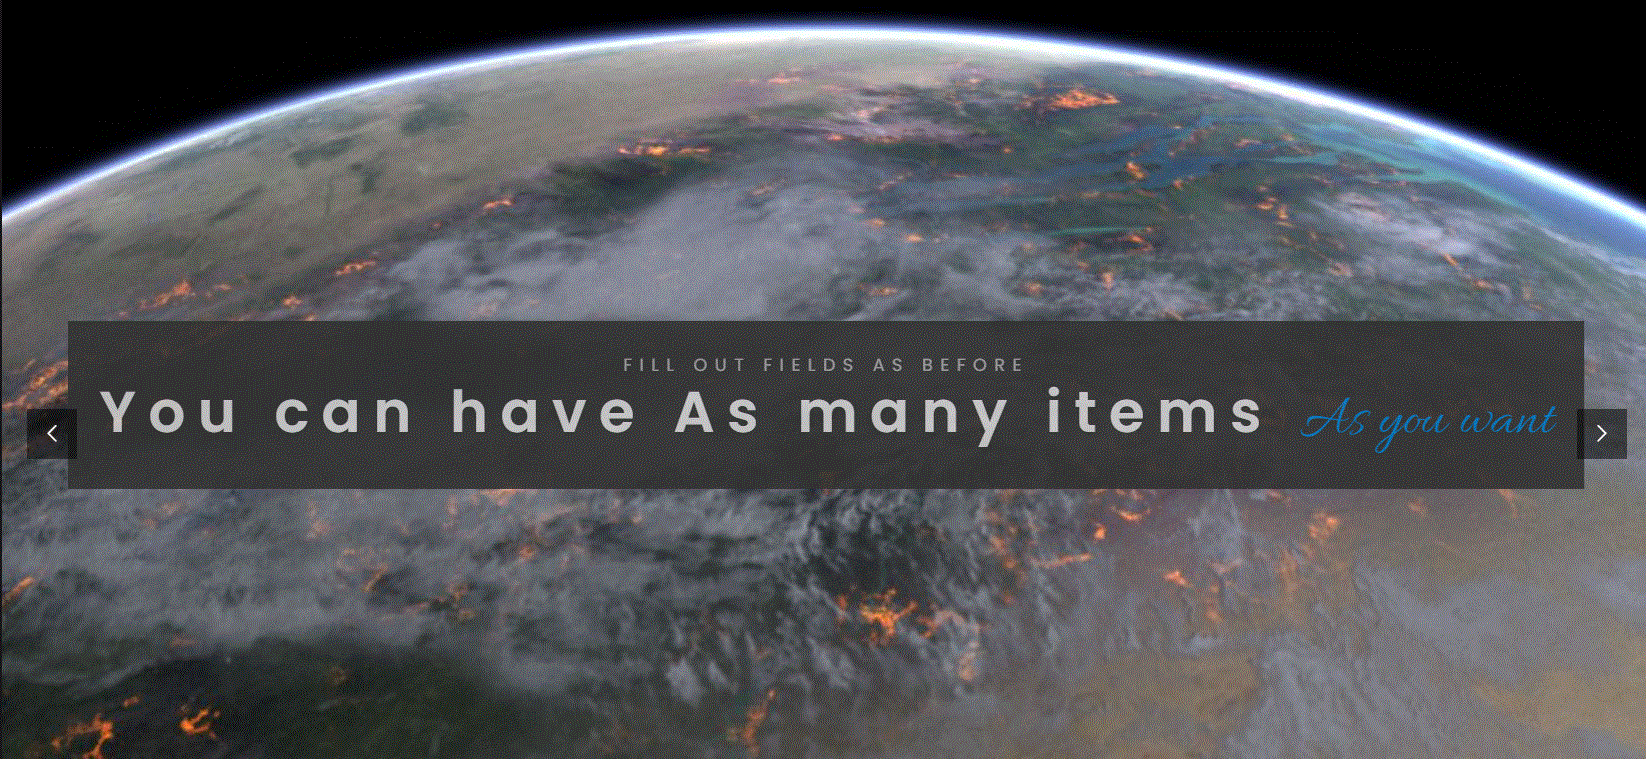 FILL OUT FIELDS AS BEFORE
You can have As many items As you want